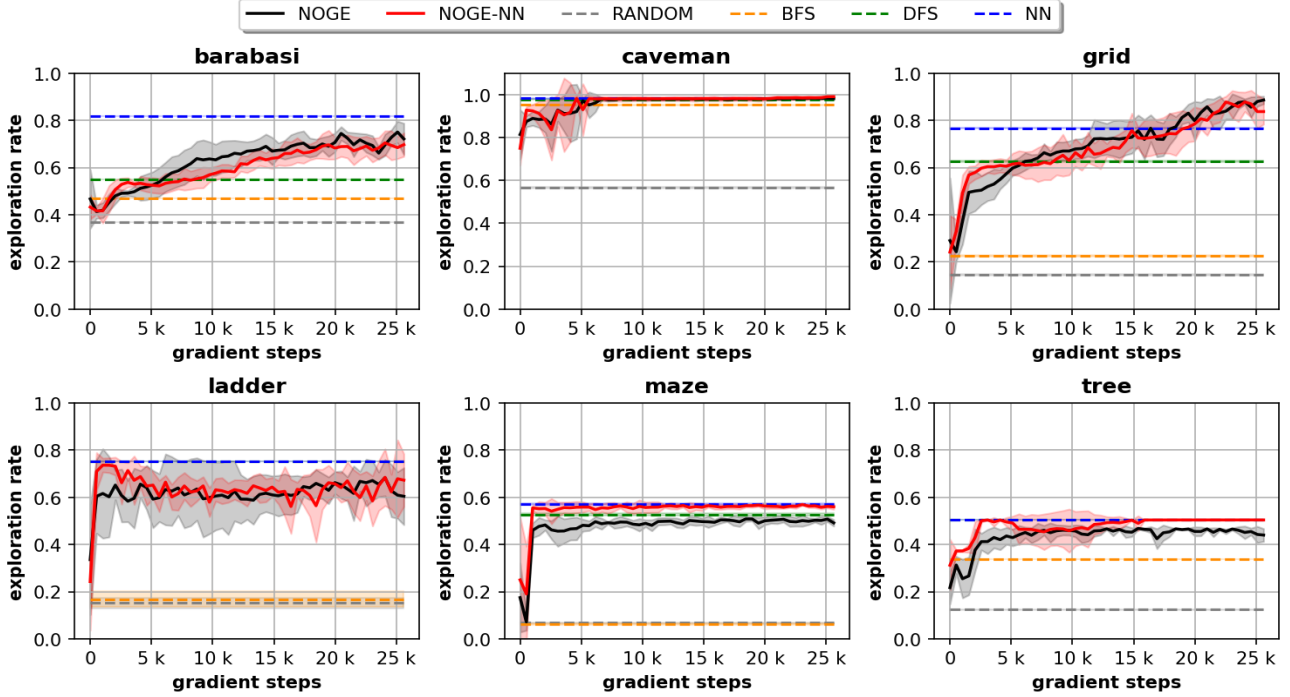 NOGE NOGE-NN RANDOM BFS DFS NN
barabasi caveman grid
exploration rate
1.0
0.8
0.6
0.4
0.2
0.0
0 5 k 10 k 15 k 20 k 25 k
gradient steps
exploration rate
1.0
0.8
0.6
0.4
0.2
0.0
0 5 k 10 k 15 k 20 k 25 k
gradient steps
exploration rate
1.0
0.8
0.6
0.4
0.2
0.0
0 5 k 10 k 15 k 20 k 25 k
gradient steps
ladder maze tree
exploration rate
1.0
0.8
0.6
0.4
0.2
0.0
0 5 k 10 k 15 k 20 k 25 k
gradient steps
exploration rate
1.0
0.8
0.6
0.4
0.2
0.0
0 5 k 10 k 15 k 20 k 25 k
gradient steps
exploration rate
1.0
0.8
0.6
0.4
0.2
0.0
0 5 k 10 k 15 k 20 k 25 k
gradient steps